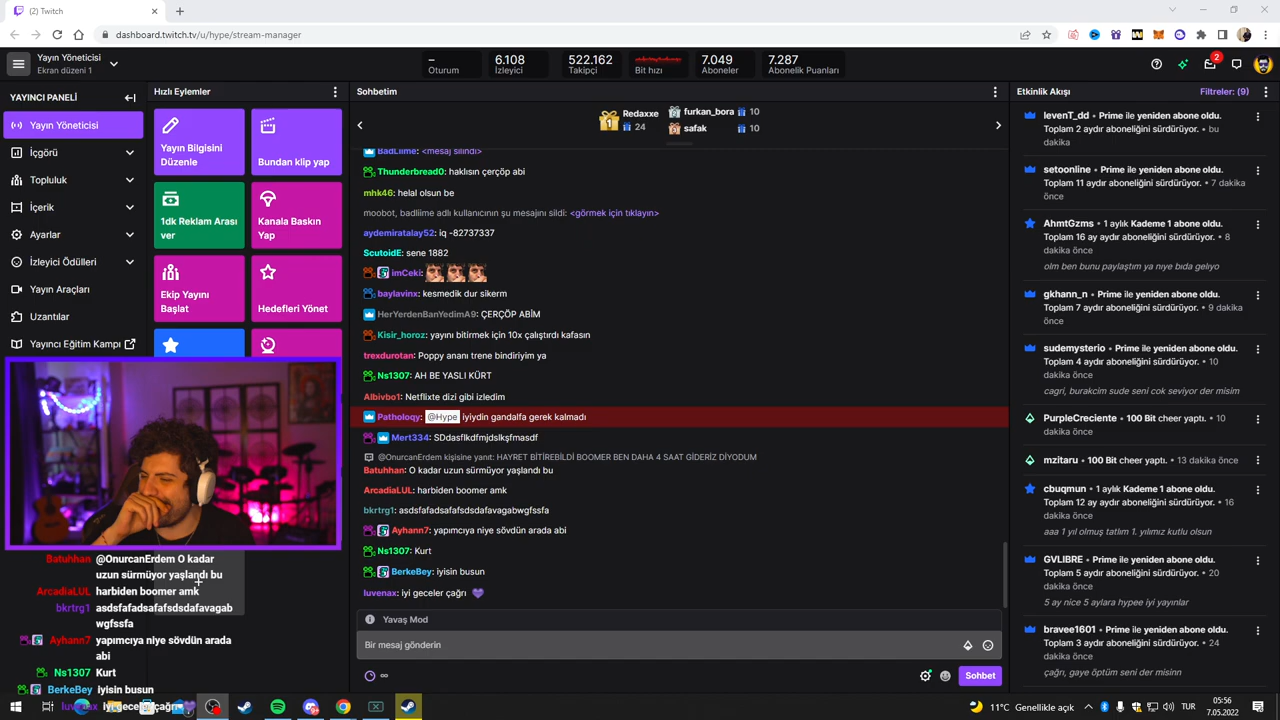 (2) Twitch
dashboard.twitch.tv/u/hype/stream-manager
Yayın Yöneticisi
Ekran düzeni 1
–
Oturum
6.108
İzleyici
522.162
Takipçi
Bit hızı
7.049
Aboneler
7.287
Abonelik Puanları
2
YAYINCI PANELİ
Yayın Yöneticisi
İçgörü
Topluluk
İçerik
Ayarlar
İzleyici Ödülleri
Yayın Araçları
Uzantılar
Yayıncı Eğitim Kampı
Hızlı Eylemler
Yayın Bilgisini
Düzenle
Bundan klip yap
1dk Reklam Arası
ver
Kanala Baskın
Yap
Ekip Yayını
Başlat
Hedefleri Yönet
Batuhhan @OnurcanErdem O kadar
uzun sürmüyor yaşlandı bu
ArcadiaLUL harbiden boomer amk
bkrtrg1 asdsfafadsafafsdsdafavagab
wgfssfa
Ayhann7 yapımcıya niye sövdün arada
abi
Ns1307 Kurt
BerkeBey iyisin busun
luvenax iyi geceler çağrı
Sohbetim
1
Redaxxe
24
furkan_bora 10
safak 10
BadLiime: <mesaj silindi>
Thunderbread0: haklısın çerçöp abi
mhk46: helal olsun be
moobot, badliime adlı kullanıcının şu mesajını sildi: <görmek için tıklayın>
aydemiratalay52: iq -82737337
ScutoidE: sene 1882
imCeki:
baylavinx: kesmedik dur sikerm
HerYerdenBanYedimA9: ÇERÇÖP ABİM
Kisir_horoz: yayını bitirmek için 10x çalıştırdı kafasın
trexdurotan: Poppy ananı trene bindiriyim ya
Ns1307: AH BE YASLI KÜRT
Albivbo1: Netflixte dizi gibi izledim
Patholoqy: @Hype iyiydin gandalfa gerek kalmadı
Mert334: SDdasflkdfmjdslkşfmasdf
@OnurcanErdem kişisine yanıt: HAYRET BİTİREBİLDİ BOOMER BEN DAHA 4 SAAT GİDERİZ DİYODUM
Batuhhan: O kadar uzun sürmüyor yaşlandı bu
ArcadiaLUL: harbiden boomer amk
bkrtrg1: asdsfafadsafafsdsdafavagabwgfssfa
Ayhann7: yapımcıya niye sövdün arada abi
Ns1307: Kurt
BerkeBey: iyisin busun
luvenax: iyi geceler çağrı
Yavaş Mod
Bir mesaj gönderin
Sohbet
Etkinlik Akışı
Filtreler: (9)
levenT_dd • Prime ile yeniden abone oldu.
Toplam 2 aydır aboneliğini sürdürüyor. • bu
dakika
setoonline • Prime ile yeniden abone oldu.
Toplam 11 aydır aboneliğini sürdürüyor. • 7 dakika
önce
AhmtGzms • 1 aylık Kademe 1 abone oldu.
Toplam 16 ay aydır aboneliğini sürdürüyor. • 8
dakika önce
olm ben bunu paylaştım ya nıye bıda gelıyo
gkhann_n • Prime ile yeniden abone oldu.
Toplam 7 aydır aboneliğini sürdürüyor. • 9 dakika
önce
sudemysterio • Prime ile yeniden abone oldu.
Toplam 4 aydır aboneliğini sürdürüyor. • 10
dakika önce
cagri, burakcim sude seni cok seviyor der misim
PurpleCreciente • 100 Bit cheer yaptı. • 10
dakika önce
mzitaru • 100 Bit cheer yaptı. • 13 dakika önce
cbuqmun • 1 aylık Kademe 1 abone oldu.
Toplam 12 ay aydır aboneliğini sürdürüyor. • 16
dakika önce
aaa 1 yıl olmuş tatlım 1. yılımız kutlu olsun
GVLIBRE • Prime ile yeniden abone oldu.
Toplam 5 aydır aboneliğini sürdürüyor. • 20
dakika önce
5 ay nice 5 aylara hypee iyi yayınlar
bravee1601 • Prime ile yeniden abone oldu.
Toplam 3 aydır aboneliğini sürdürüyor. • 24
dakika önce
çağrı, gaye öptüm seni der misinn
11°C Genellikle açık
TUR
05:56
7.05.2022